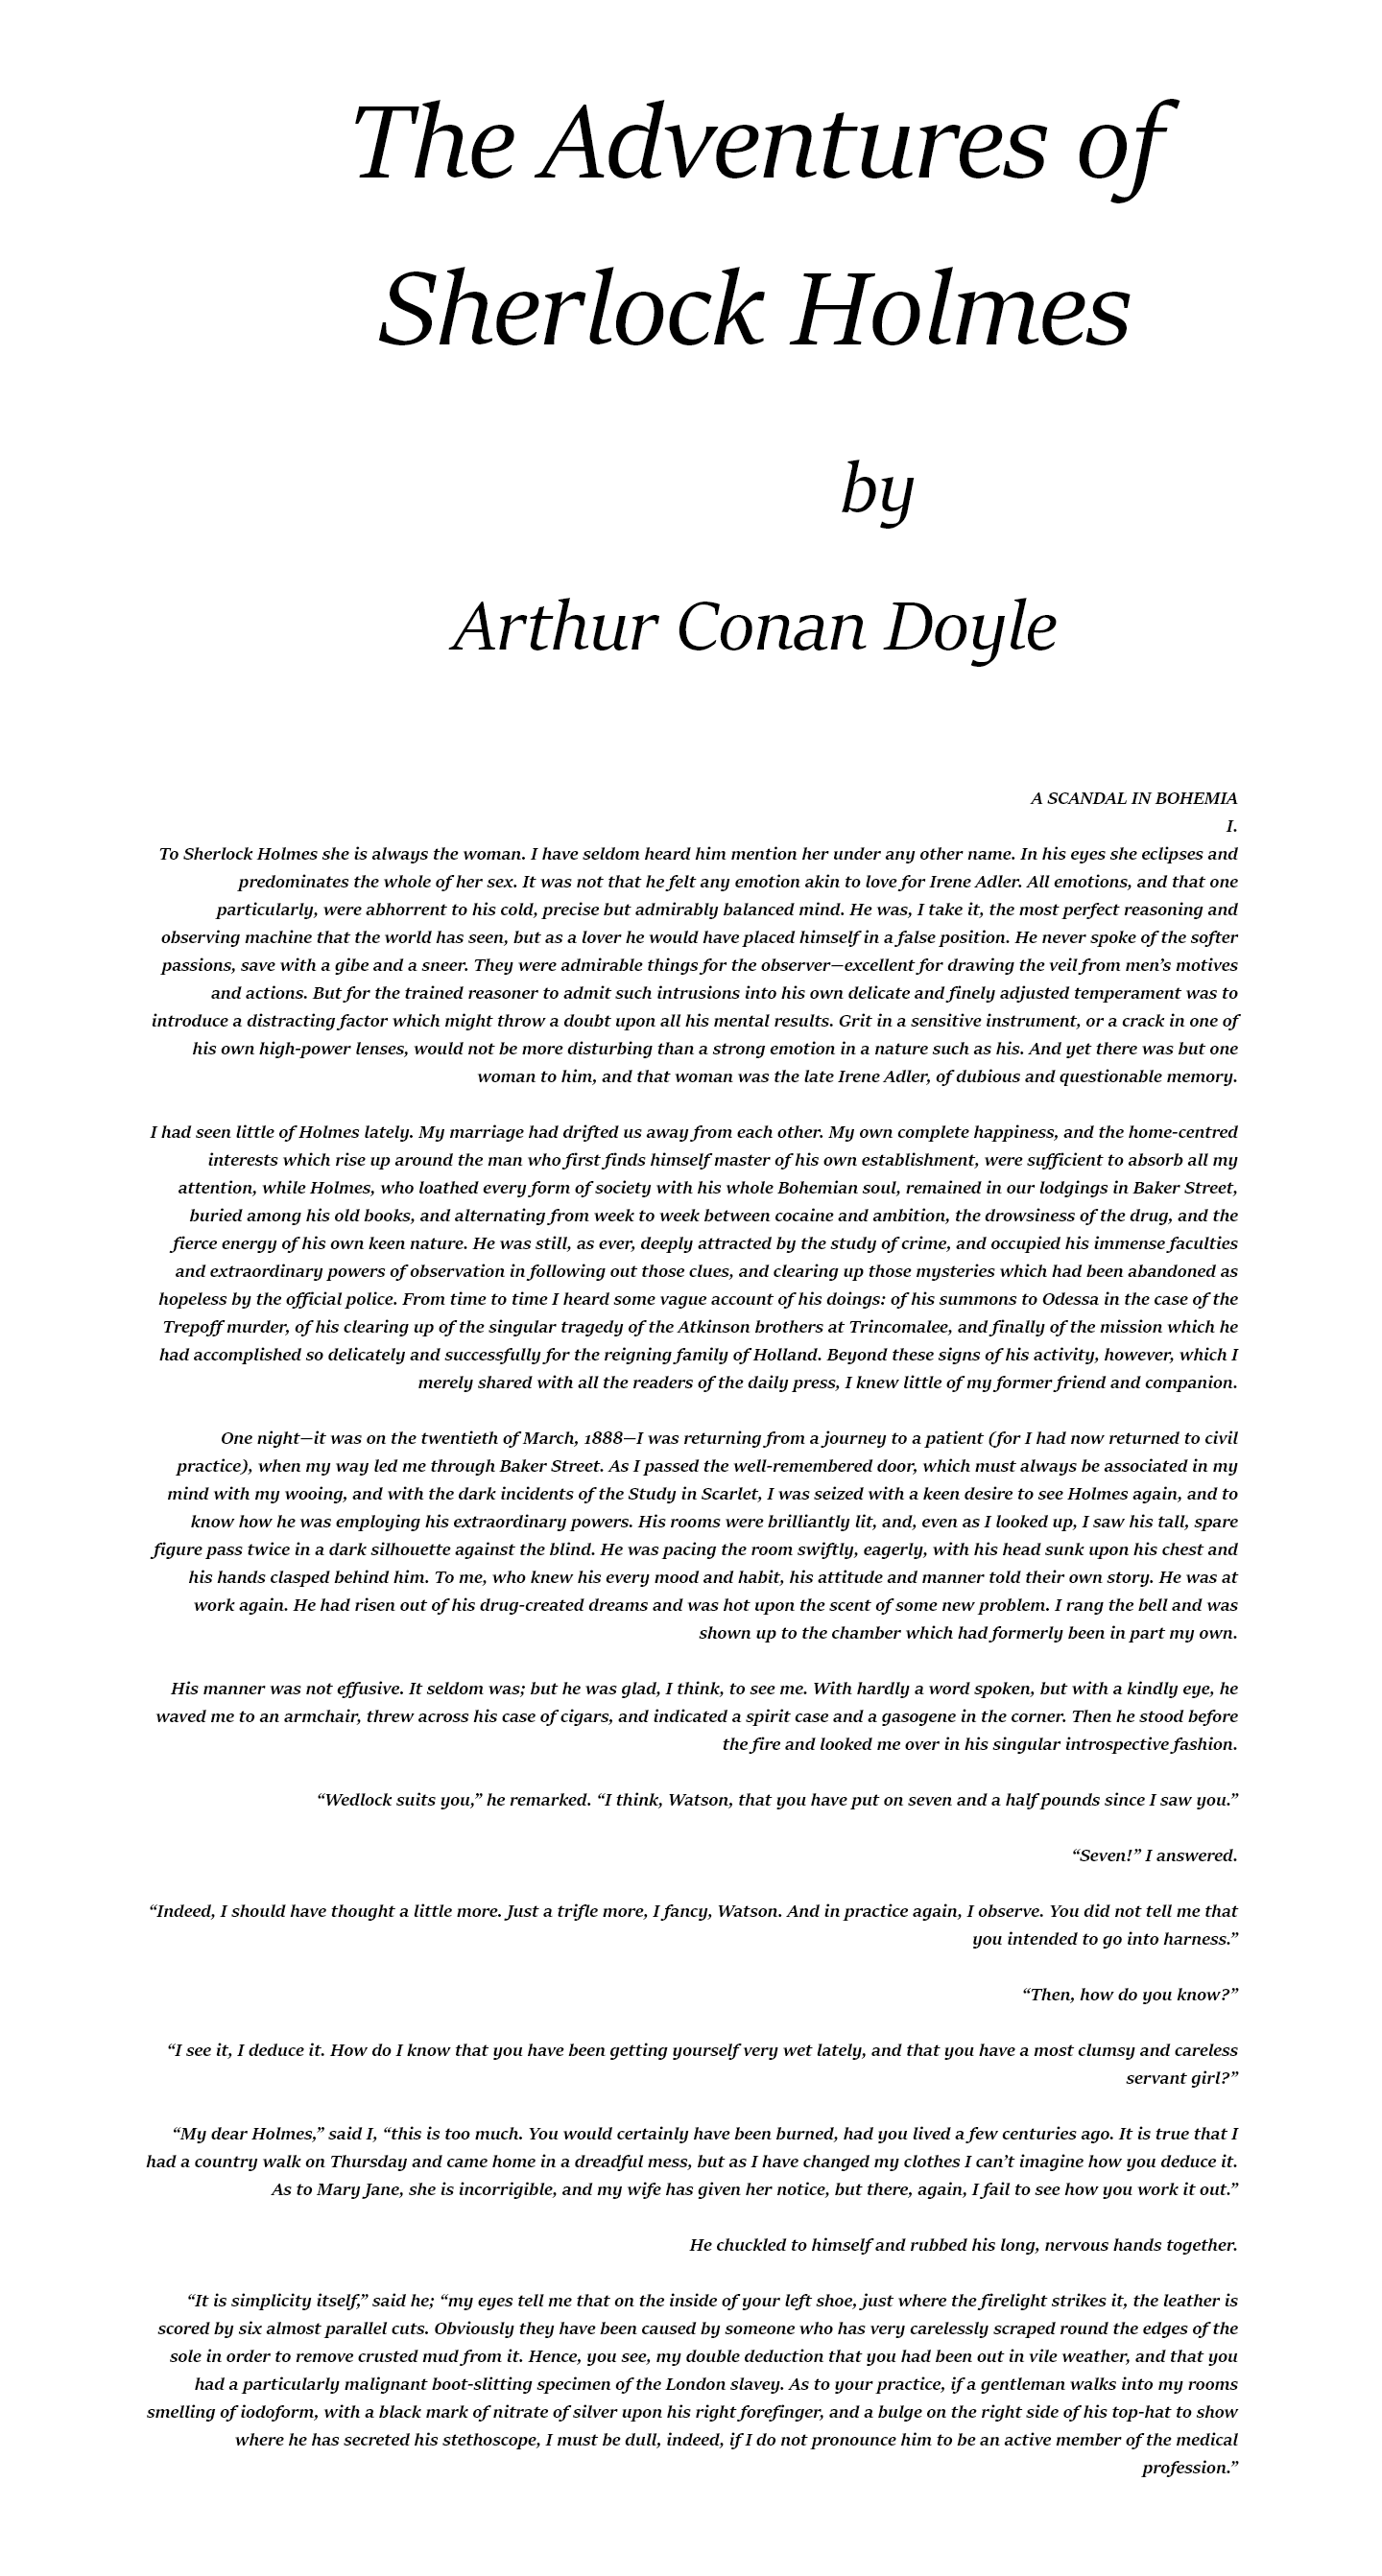 The Adventures of
Sherlock Holmes
by
Arthur Conan Doyle
A SCANDAL IN BOHEMIA
I.
To Sherlock Holmes she is always the woman. I have seldom heard him mention her under any other name. In his eyes she eclipses and
predominates the whole of her sex. It was not that he felt any emotion akin to love for Irene Adler. All emotions, and that one
particularly, were abhorrent to his cold, precise but admirably balanced mind. He was, I take it, the most perfect reasoning and
observing machine that the world has seen, but as a lover he would have placed himself in a false position. He never spoke of the softer
passions, save with a gibe and a sneer. They were admirable things for the observer—excellent for drawing the veil from men’s motives
and actions. But for the trained reasoner to admit such intrusions into his own delicate and finely adjusted temperament was to
introduce a distracting factor which might throw a doubt upon all his mental results. Grit in a sensitive instrument, or a crack in one of
his own high-power lenses, would not be more disturbing than a strong emotion in a nature such as his. And yet there was but one
woman to him, and that woman was the late Irene Adler, of dubious and questionable memory.
I had seen little of Holmes lately. My marriage had drifted us away from each other. My own complete happiness, and the home-centred
interests which rise up around the man who first finds himself master of his own establishment, were sufficient to absorb all my
attention, while Holmes, who loathed every form of society with his whole Bohemian soul, remained in our lodgings in Baker Street,
buried among his old books, and alternating from week to week between cocaine and ambition, the drowsiness of the drug, and the
fierce energy of his own keen nature. He was still, as ever, deeply attracted by the study of crime, and occupied his immense faculties
and extraordinary powers of observation in following out those clues, and clearing up those mysteries which had been abandoned as
hopeless by the official police. From time to time I heard some vague account of his doings: of his summons to Odessa in the case of the
Trepoff murder, of his clearing up of the singular tragedy of the Atkinson brothers at Trincomalee, and finally of the mission which he
had accomplished so delicately and successfully for the reigning family of Holland. Beyond these signs of his activity, however, which I
merely shared with all the readers of the daily press, I knew little of my former friend and companion.
One night—it was on the twentieth of March, 1888—I was returning from a journey to a patient (for I had now returned to civil
practice), when my way led me through Baker Street. As I passed the well-remembered door, which must always be associated in my
mind with my wooing, and with the dark incidents of the Study in Scarlet, I was seized with a keen desire to see Holmes again, and to
know how he was employing his extraordinary powers. His rooms were brilliantly lit, and, even as I looked up, I saw his tall, spare
figure pass twice in a dark silhouette against the blind. He was pacing the room swiftly, eagerly, with his head sunk upon his chest and
his hands clasped behind him. To me, who knew his every mood and habit, his attitude and manner told their own story. He was at
work again. He had risen out of his drug-created dreams and was hot upon the scent of some new problem. I rang the bell and was
shown up to the chamber which had formerly been in part my own.
His manner was not effusive. It seldom was; but he was glad, I think, to see me. With hardly a word spoken, but with a kindly eye, he
waved me to an armchair, threw across his case of cigars, and indicated a spirit case and a gasogene in the corner. Then he stood before
the fire and looked me over in his singular introspective fashion.
“Wedlock suits you,” he remarked. “I think, Watson, that you have put on seven and a half pounds since I saw you.”
“Seven!” I answered.
“Indeed, I should have thought a little more. Just a trifle more, I fancy, Watson. And in practice again, I observe. You did not tell me that
you intended to go into harness.”
“Then, how do you know?”
“I see it, I deduce it. How do I know that you have been getting yourself very wet lately, and that you have a most clumsy and careless
servant girl?”
“My dear Holmes,” said I, “this is too much. You would certainly have been burned, had you lived a few centuries ago. It is true that I
had a country walk on Thursday and came home in a dreadful mess, but as I have changed my clothes I can’t imagine how you deduce it.
As to Mary Jane, she is incorrigible, and my wife has given her notice, but there, again, I fail to see how you work it out.”
He chuckled to himself and rubbed his long, nervous hands together.
“It is simplicity itself,” said he; “my eyes tell me that on the inside of your left shoe, just where the firelight strikes it, the leather is
scored by six almost parallel cuts. Obviously they have been caused by someone who has very carelessly scraped round the edges of the
sole in order to remove crusted mud from it. Hence, you see, my double deduction that you had been out in vile weather, and that you
had a particularly malignant boot-slitting specimen of the London slavey. As to your practice, if a gentleman walks into my rooms
smelling of iodoform, with a black mark of nitrate of silver upon his right forefinger, and a bulge on the right side of his top-hat to show
where he has secreted his stethoscope, I must be dull, indeed, if I do not pronounce him to be an active member of the medical
profession.”